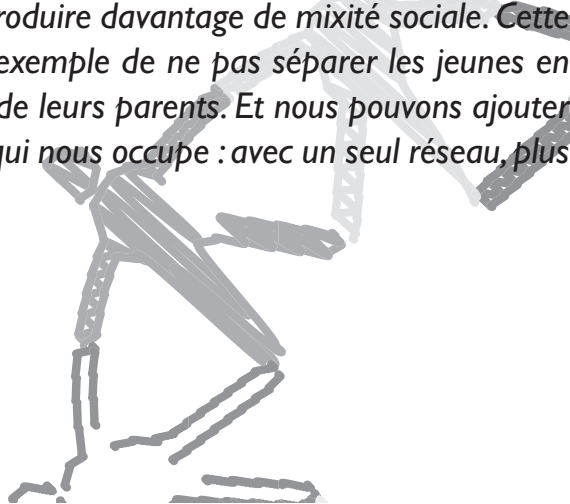 roduire davantage de mixité sociale. Cette
exemple de ne pas séparer les jeunes en
de leurs parents. Et nous pouvons ajouter
qui nous occupe : avec un seul réseau, plus